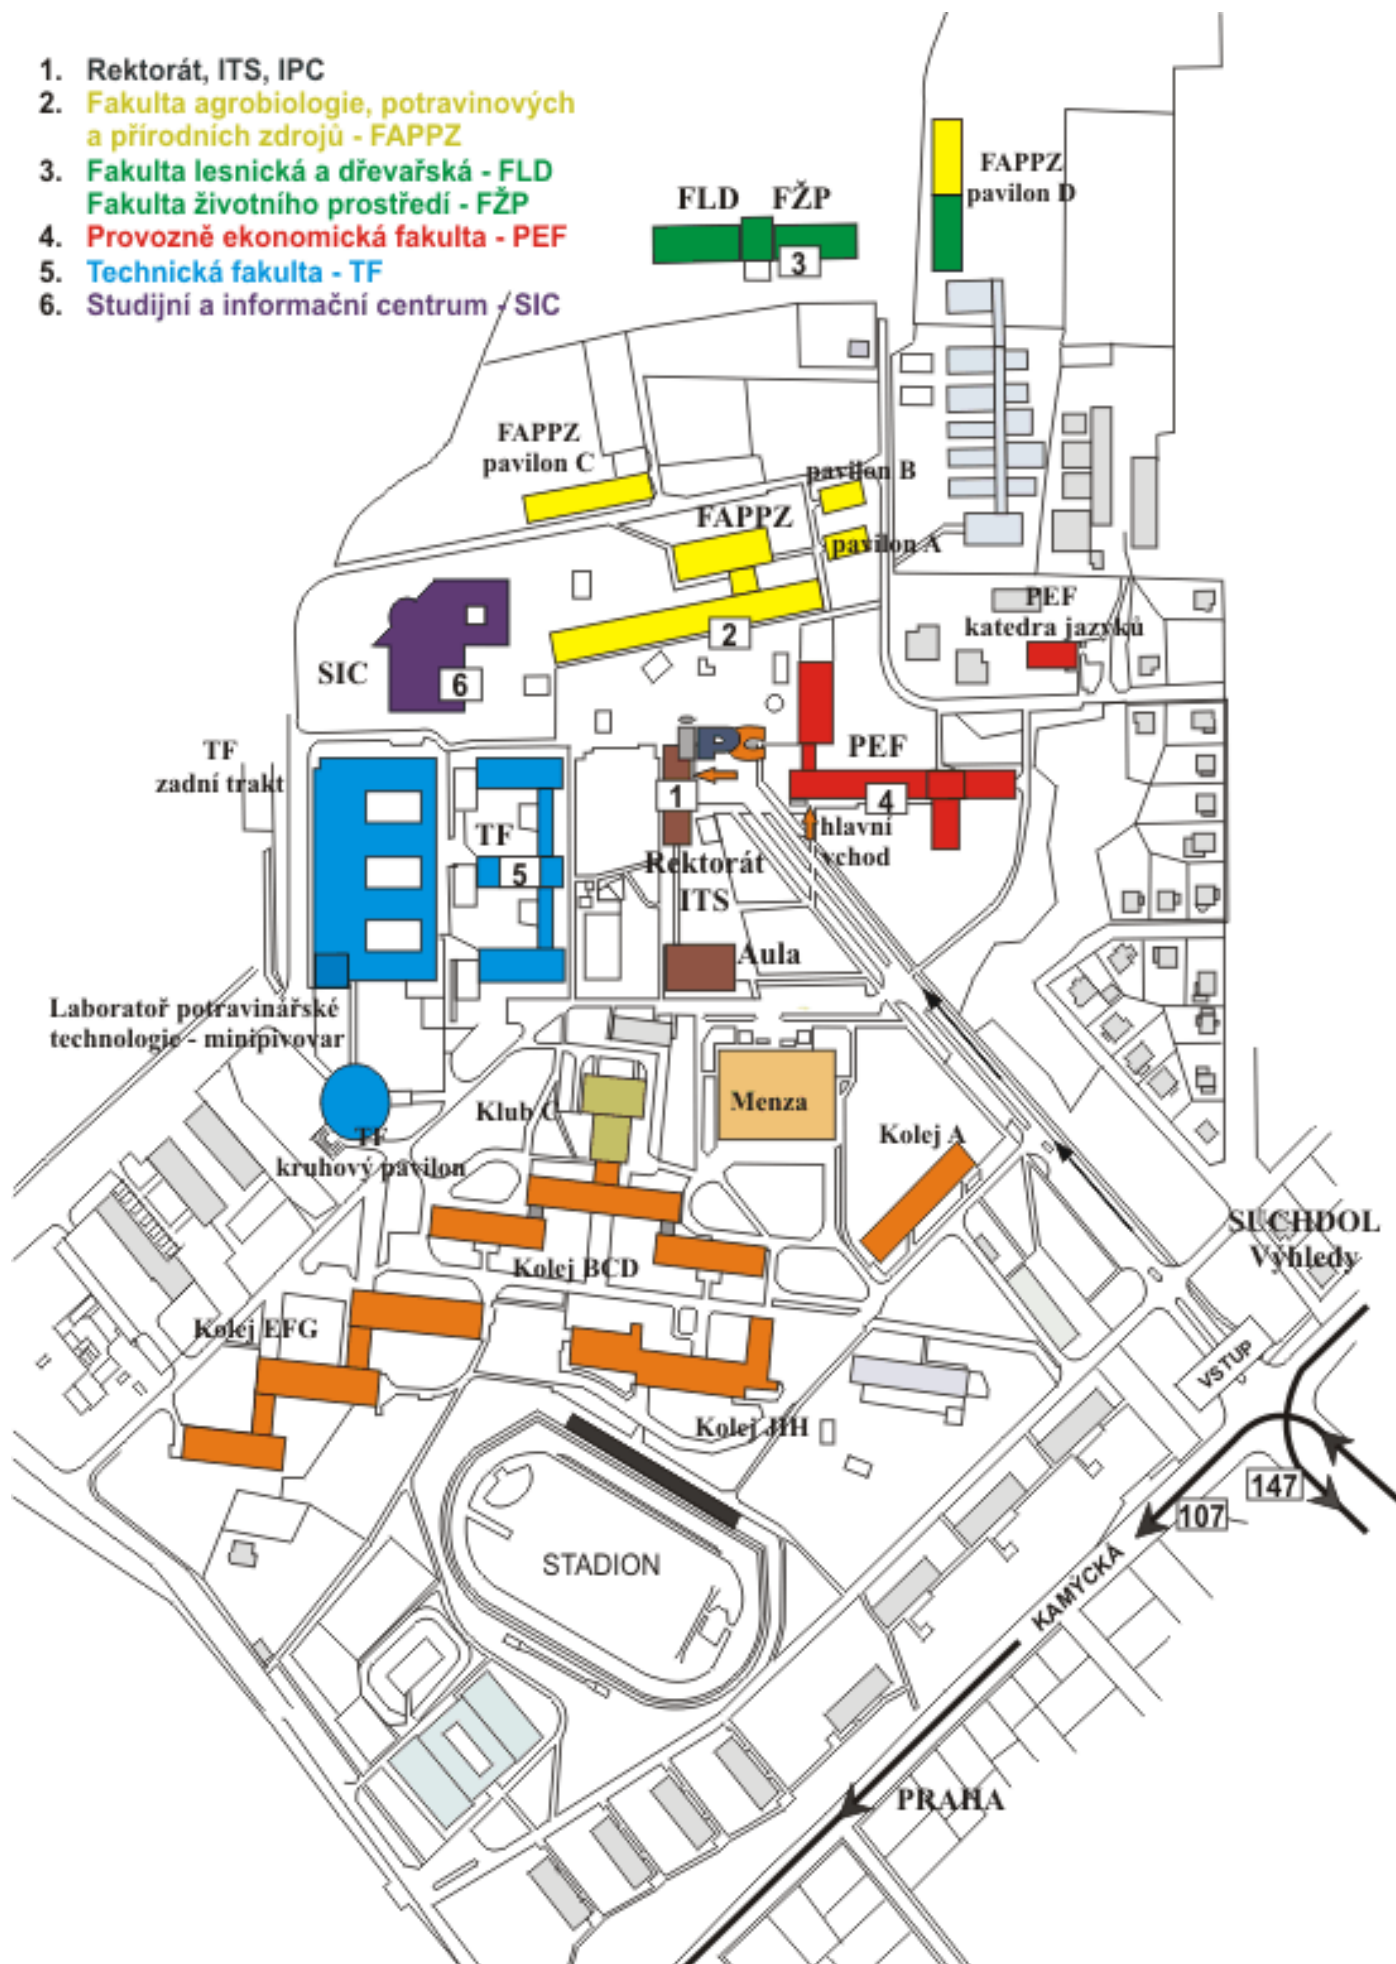 1. Rektorát, ITS, IPC
2. Fakulta agrobiologie, potravinových
a přírodních zdrojů - FAPPZ
3. Fakulta lesnická a dřevařská - FLD
Fakulta životního prostředí - FŽP
4. Provozně ekonomická fakulta - PEF
5. Technická fakulta - TF
6. Studijní a informační centrum - SIC
FAPPZ
pavilon D
FLD FŽP
3
FAPPZ
pavilon C
pavilon B
FAPPZ
pavilon A
PEF
katedra jazyků
2
SIC
6
TF
zadní trakt
PEF
1
4
TF
hlavní
vchod
5
Rektorát
ITS
Aula
Laboratoř potravinářské
technologie - minipivovar
Menza
Klub C
Kolej A
TF
kruhový pavilon
SUCHDOL
Výhledy
Kolej BCD
Kolej EFG
VSTUP
Kolej JIH
147
107
STADION
KAMÝCKÁ
PRAHA